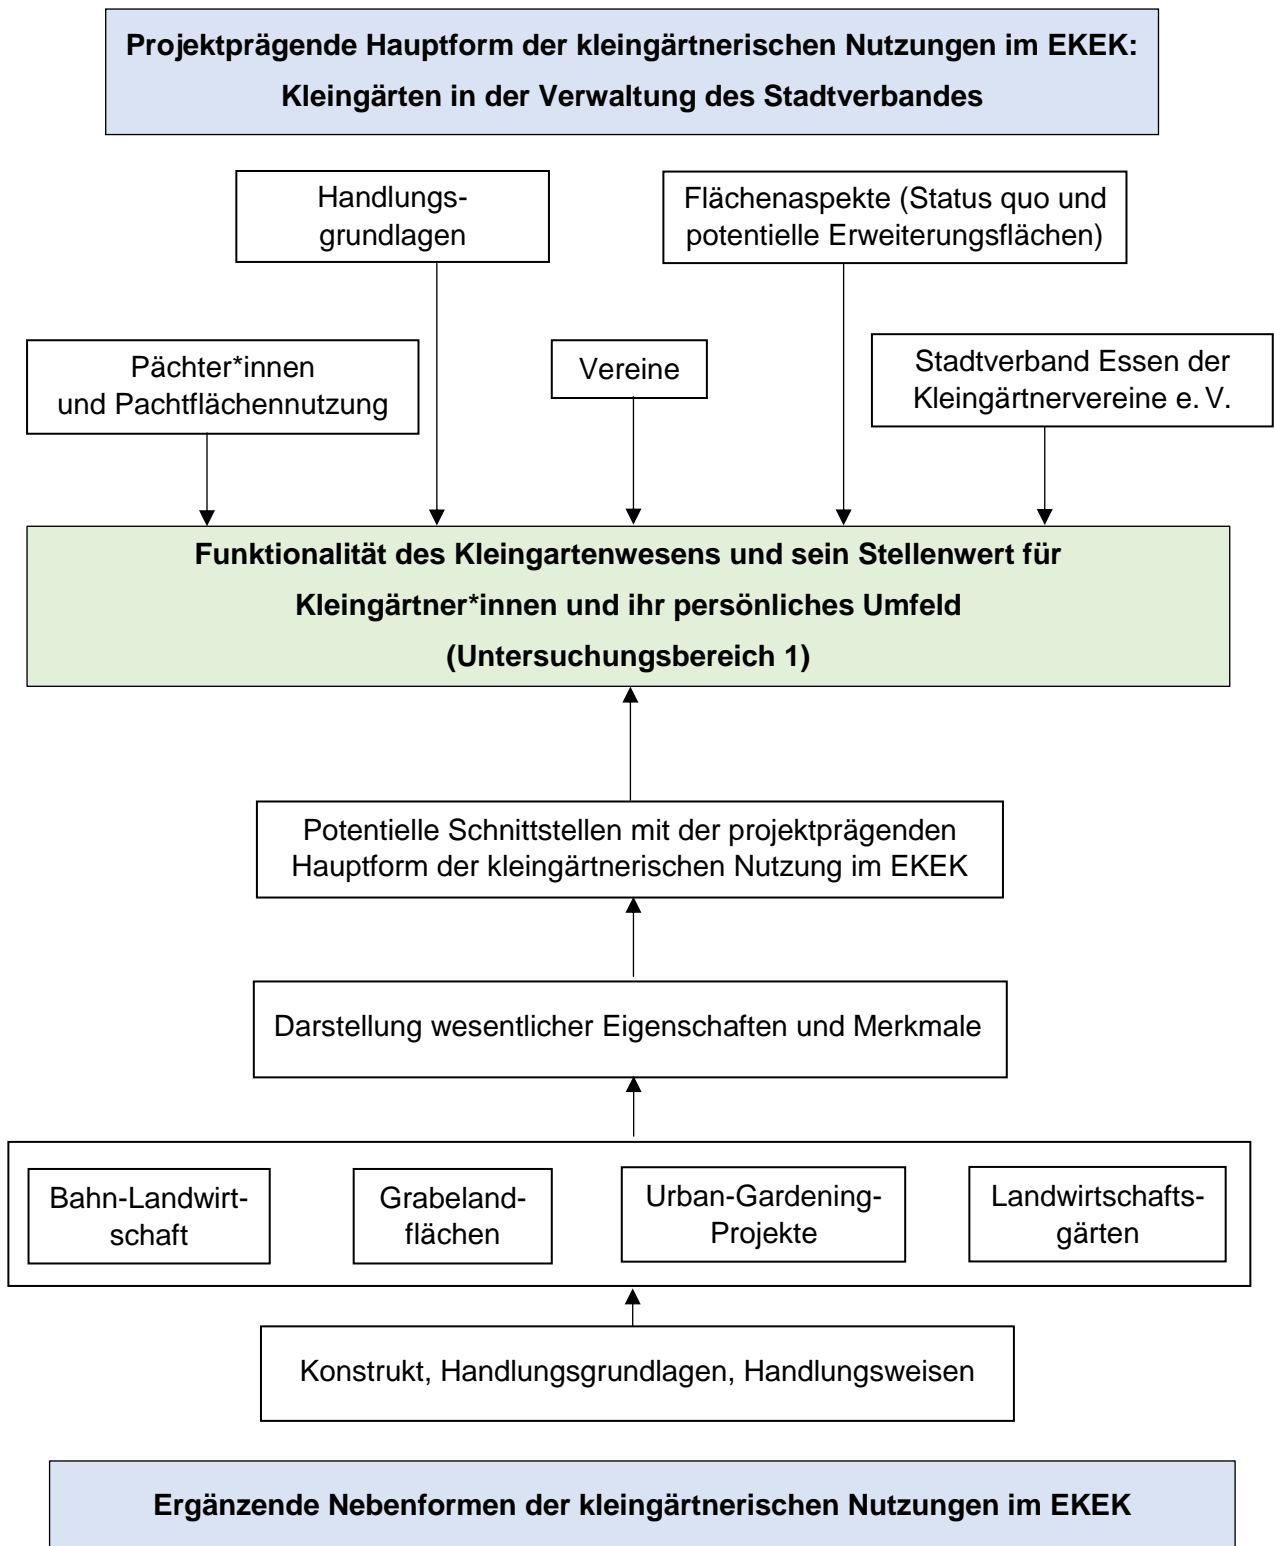 Projektprägende Hauptform der kleingärtnerischen Nutzungen im EKEK:
Kleingärten in der Verwaltung des Stadtverbandes
Handlungs-
grundlagen
Flächenaspekte (Status quo und
potentielle Erweiterungsflächen)
Pächter*innen
und Pachtflächennutzung
Vereine
Stadtverband Essen der
Kleingärtnervereine e. V.
Funktionalität des Kleingartenwesens und sein Stellenwert für
Kleingärtner*innen und ihr persönliches Umfeld
(Untersuchungsbereich 1)
Potentielle Schnittstellen mit der projektprägenden
Hauptform der kleingärtnerischen Nutzung im EKEK
Darstellung wesentlicher Eigenschaften und Merkmale
Bahn-Landwirt-
schaft
Grabeland-
flächen
Urban-Gardening-
Projekte
Landwirtschafts-
gärten
Konstrukt, Handlungsgrundlagen, Handlungsweisen
Ergänzende Nebenformen der kleingärtnerischen Nutzungen im EKEK